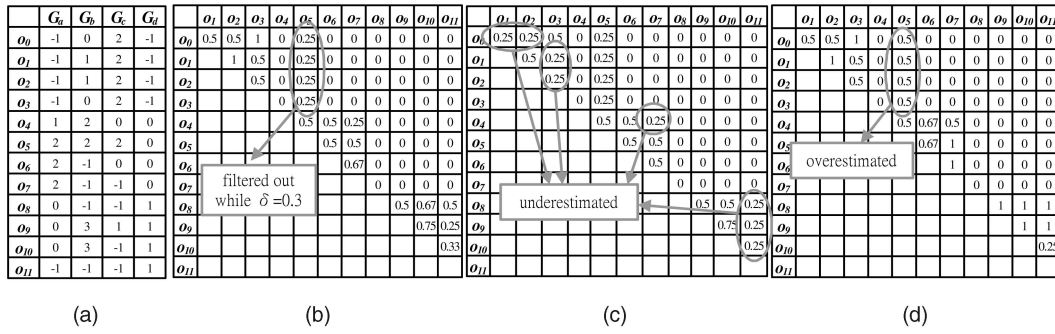 Ga Gb Gc Gd
o0 -1 0 2 -1
o1 -1 1 2 -1
o2 -1 1 2 -1
o3 -1 0 2 -1
o4 1 2 0 0
o5 2 2 2 0
o6 2 -1 0 0
o7 2 -1 -1 0
o8 0 -1 -1 1
o9 0 3 1 1
o10 0 3 -1 1
o11 -1 -1 -1 1
(a)
o1 o2 o3 o4 o5 o6 o7 o8 o9 o10 o11
o0 0.5 0.5 1 0 0.25 0 0 0 0 0 0
o1 1 0.5 0 0.25 0 0 0 0 0 0
o2 0.5 0 0.25 0 0 0 0 0 0
o3 0 0.25 0 0 0 0 0 0
o4 0.5 0.5 0.25 0 0 0 0
o5 0.5 0.5 0 0 0 0
o6 0.67 0 0 0 0
o7 0 0 0 0
o8 0.5 0.67 0.5
o9 0.75 0.25
o10 0.33
o11
filtered out
while δ =0.3
(b)
o1 o2 o3 o4 o5 o6 o7 o8 o9 o10 o11
o0 0.25 0.25 0.5 0 0.25 0 0 0 0 0 0
o1 0.5 0.25 0 0.25 0 0 0 0 0 0
o2 0.25 0 0.25 0 0 0 0 0 0
o3 0 0.25 0 0 0 0 0 0
o4 0.5 0.5 0.25 0 0 0 0
o5 0.5 0.5 0 0 0 0
o6 0.5 0 0 0 0
o7 0 0 0 0
o8 0.5 0.5 0.25
o9 0.75 0.25
o10 0.25
o11
underestimated
(c)
o1 o2 o3 o4 o5 o6 o7 o8 o9 o10 o11
o0 0.5 0.5 1 0 0.5 0 0 0 0 0 0
o1 1 0.5 0 0.5 0 0 0 0 0 0
o2 0.5 0 0.5 0 0 0 0 0 0
o3 0 0.5 0 0 0 0 0 0
o4 0.5 0.67 0.5 0 0 0 0
o5 0.67 1 0 0 0 0
o6 1 0 0 0 0
o7 0 0 0 0
o8 1 1 1
o9 1 1
o10 0.25
o11
overestimated
(d)